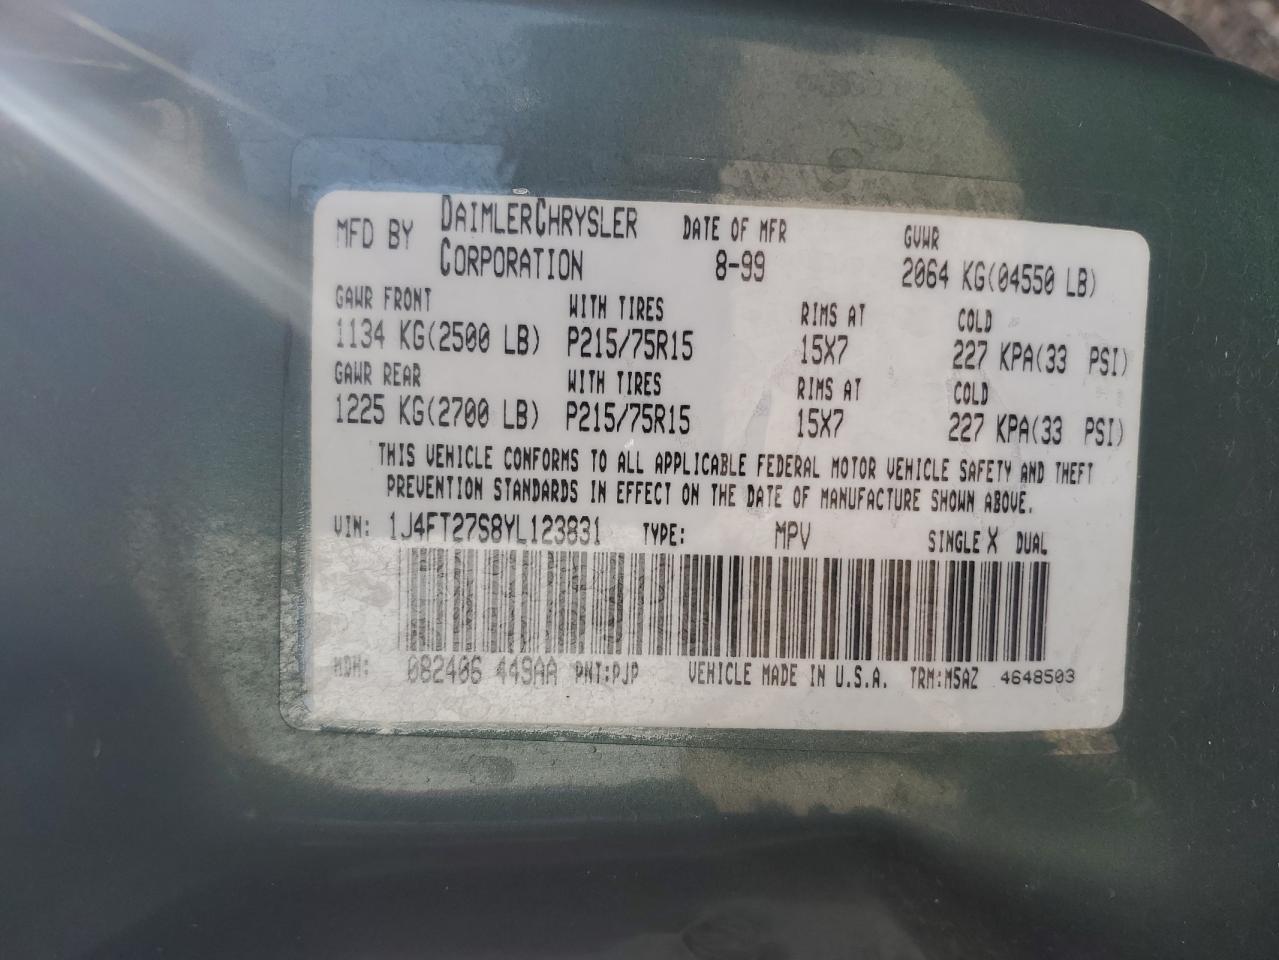 MFD BY DAIMLERCHRYSLER CORPORATION DATE OF MFR 8-99 GVWR 2064 KG(04550 LB)
GAWR FRONT WITH TIRES RIMS AT COLD
1134 KG(2500 LB) P215/75R15 15X7 227 KPA(33 PSI)
GAWR REAR WITH TIRES RIMS AT COLD
1225 KG(2700 LB) P215/75R15 15X7 227 KPA(33 PSI)
THIS VEHICLE CONFORMS TO ALL APPLICABLE FEDERAL MOTOR VEHICLE SAFETY AND THEFT
PREVENTION STANDARDS IN EFFECT ON THE DATE OF MANUFACTURE SHOWN ABOVE.
VIN: 1J4FT27S8YL123831 TYPE: MPV SINGLE X DUAL
MDH: 082406 449AA PNT:PJP VEHICLE MADE IN U.S.A. TRM:M5AZ 4648503